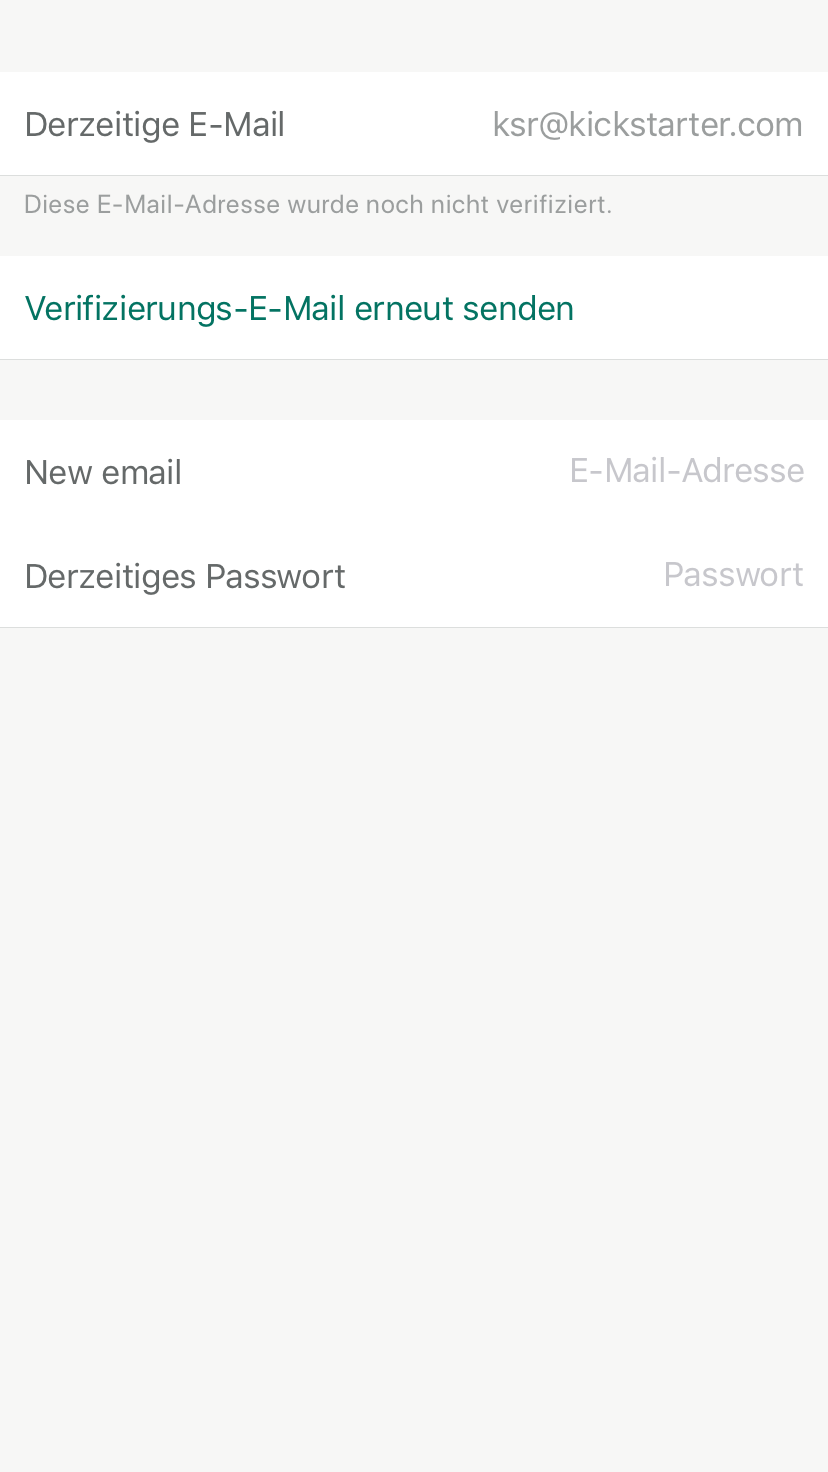 Derzeitige E-Mail ksr@kickstarter.com
Diese E-Mail-Adresse wurde noch nicht verifiziert.
Verifizierungs-E-Mail erneut senden
New email E-Mail-Adresse
Derzeitiges Passwort Passwort